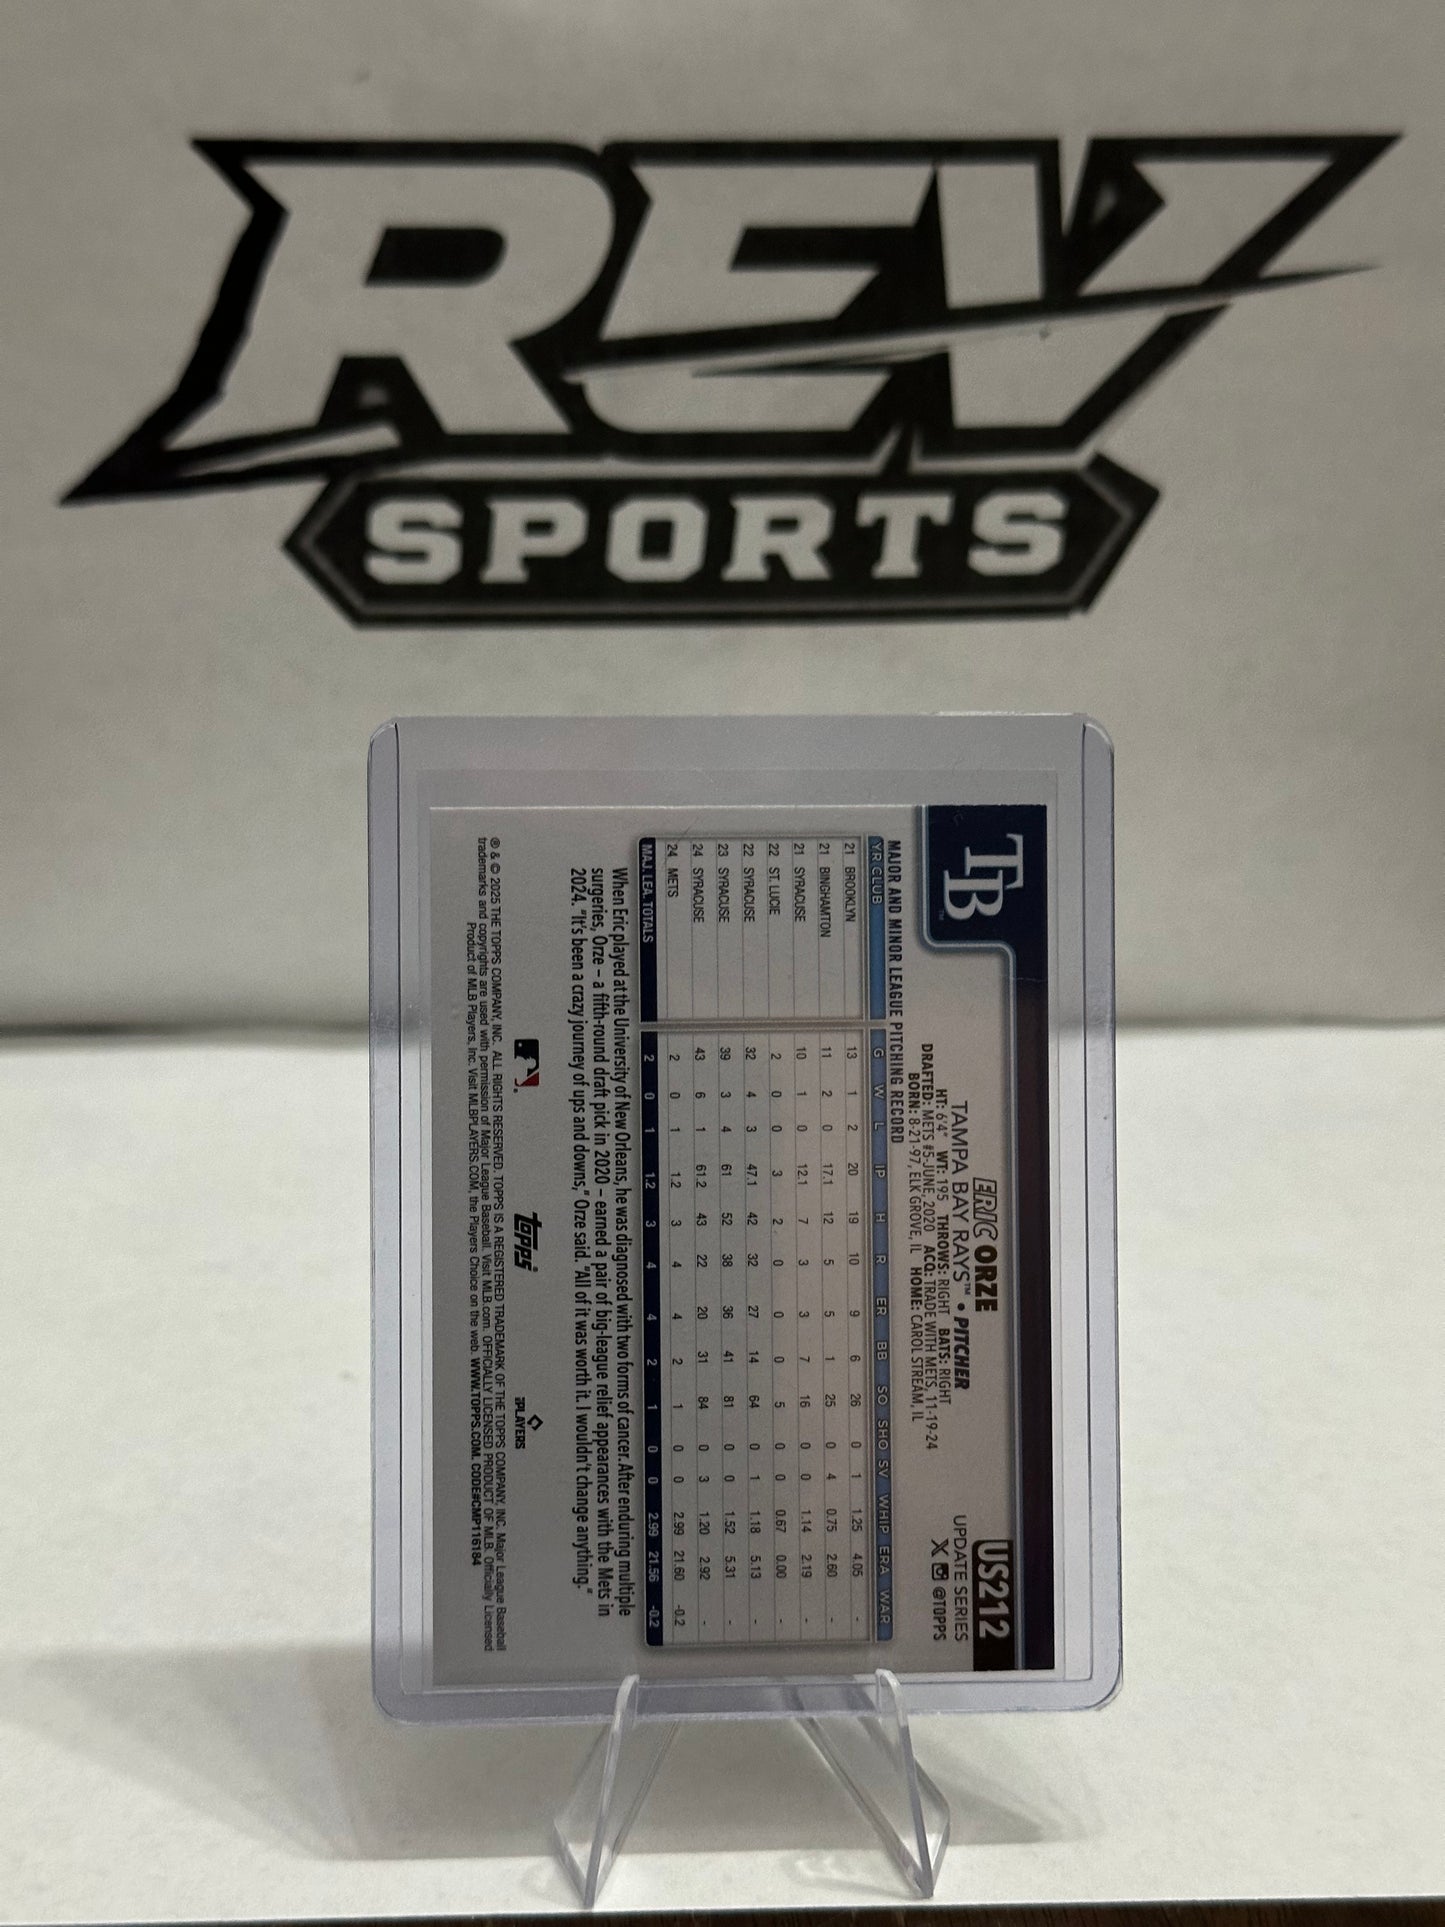 REV
SPORTS
TB™
ERIC ORZE
TAMPA BAY RAYS™ • PITCHER
HT: 6'4" WT: 195 THROWS: RIGHT BATS: RIGHT
DRAFTED: METS #5-JUNE, 2020 ACQ: TRADE WITH METS, 11-19-24
BORN: 8-21-97, ELK GROVE, IL HOME: CAROL STREAM, IL
US212
UPDATE SERIES
X @TOPPS
MAJOR AND MINOR LEAGUE PITCHING RECORD
YR CLUB G W L IP H R ER BB SO SHO SV WHIP ERA WAR
21 BROOKLYN 13 1 2 20 19 10 9 6 26 0 1 1.25 4.05 -
21 BINGHAMTON 11 2 0 17.1 12 5 5 1 25 0 4 0.75 2.60 -
21 SYRACUSE 10 1 0 12.1 7 3 3 7 16 0 0 1.14 2.19 -
22 ST. LUCIE 2 0 0 3 2 0 0 0 5 0 0 0.67 0.00 -
22 SYRACUSE 32 4 3 47.1 42 32 27 14 64 0 1 1.18 5.13 -
23 SYRACUSE 39 3 4 61 52 38 36 41 81 0 0 1.52 5.31 -
24 SYRACUSE 43 6 1 61.2 43 22 20 31 84 0 3 1.20 2.92 -
24 METS 2 0 1 1.2 3 4 4 2 1 0 0 2.99 21.60 -0.2
MAJ. LEA. TOTALS 2 0 1 1.2 3 4 4 2 1 0 0 2.99 21.56 -0.2
When Eric played at the University of New Orleans, he was diagnosed with two forms of cancer. After enduring multiple
surgeries, Orze – a fifth-round draft pick in 2020 – earned a pair of big-league relief appearances with the Mets in
2024. "It's been a crazy journey of ups and downs," Orze said. "All of it was worth it. I wouldn't change anything."
topps®
PLAYERS
® & © 2025 THE TOPPS COMPANY, INC. ALL RIGHTS RESERVED. TOPPS IS A REGISTERED TRADEMARK OF THE TOPPS COMPANY, INC. Major League Baseball
trademarks and copyrights are used with permission of Major League Baseball. Visit MLB.com. OFFICIALLY LICENSED PRODUCT OF MLB. Officially Licensed
Product of MLB Players, Inc. Visit MLBPLAYERS.COM, the Players Choice on the web. WWW.TOPPS.COM. CODE#CMP116184